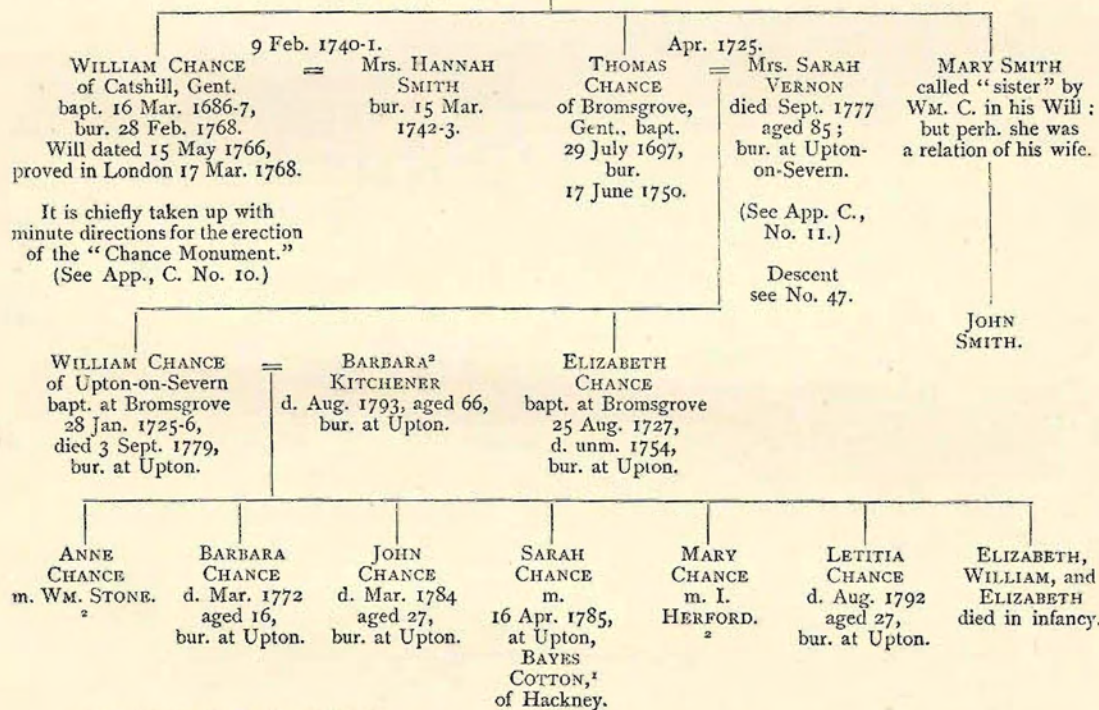 9 Feb. 1740-1.
WILLIAM CHANCE
of Catshill, Gent.
bapt. 16 Mar. 1686-7,
bur. 28 Feb. 1768.
Will dated 15 May 1766,
proved in London 17 Mar. 1768.
It is chiefly taken up with
minute directions for the erection
of the “Chance Monument.”
(See App., C. No. 10.)
=
Mrs. HANNAH
SMITH
bur. 15 Mar.
1742-3.
Apr. 1725.
THOMAS
CHANCE
of Bromsgrove,
Gent., bapt.
29 July 1697,
bur.
17 June 1750.
=
Mrs. SARAH
VERNON
died Sept. 1777
aged 85 ;
bur. at Upton-
on-Severn.
(See App. C.,
No. 11.)
Descent
see No. 47.
MARY SMITH
called “sister” by
WM. C. in his Will :
but perh. she was
a relation of his wife.
JOHN
SMITH.
WILLIAM CHANCE
of Upton-on-Severn
bapt. at Bromsgrove
28 Jan. 1725-6,
died 3 Sept. 1779,
bur. at Upton.
=
BARBARA²
KITCHENER
d. Aug. 1793, aged 66,
bur. at Upton.
ELIZABETH
CHANCE
bapt. at Bromsgrove
25 Aug. 1727,
d. unm. 1754,
bur. at Upton.
ANNE
CHANCE
m. WM. STONE.
²
BARBARA
CHANCE
d. Mar. 1772
aged 16,
bur. at Upton.
JOHN
CHANCE
d. Mar. 1784
aged 27,
bur. at Upton.
SARAH
CHANCE
m.
16 Apr. 1785,
at Upton,
BAYES
COTTON,¹
of Hackney.
MARY
CHANCE
m. I.
HERFORD.
²
LETITIA
CHANCE
d. Aug. 1792
aged 27,
bur. at Upton.
ELIZABETH,
WILLIAM, and
ELIZABETH
died in infancy.